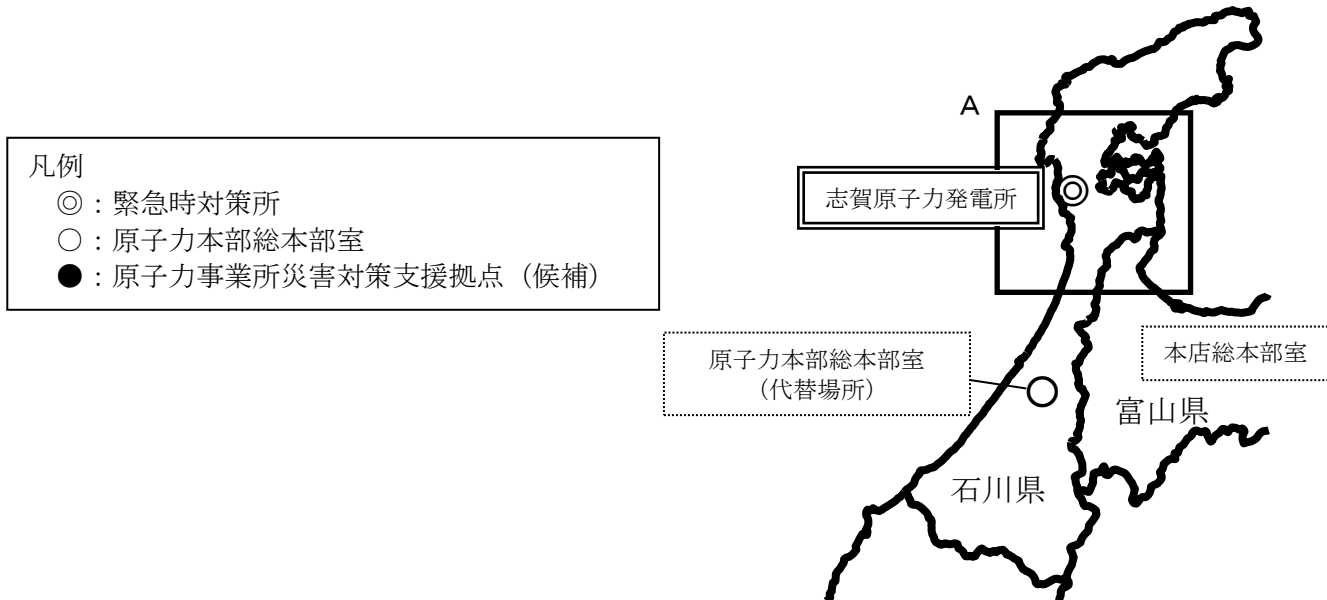 凡例
◎：緊急時対策所
○：原子力本部総本部室
●：原子力事業所災害対策支援拠点（候補）
A
志賀原子力発電所
原子力本部総本部室
（代替場所）
本店総本部室
富山県
石川県